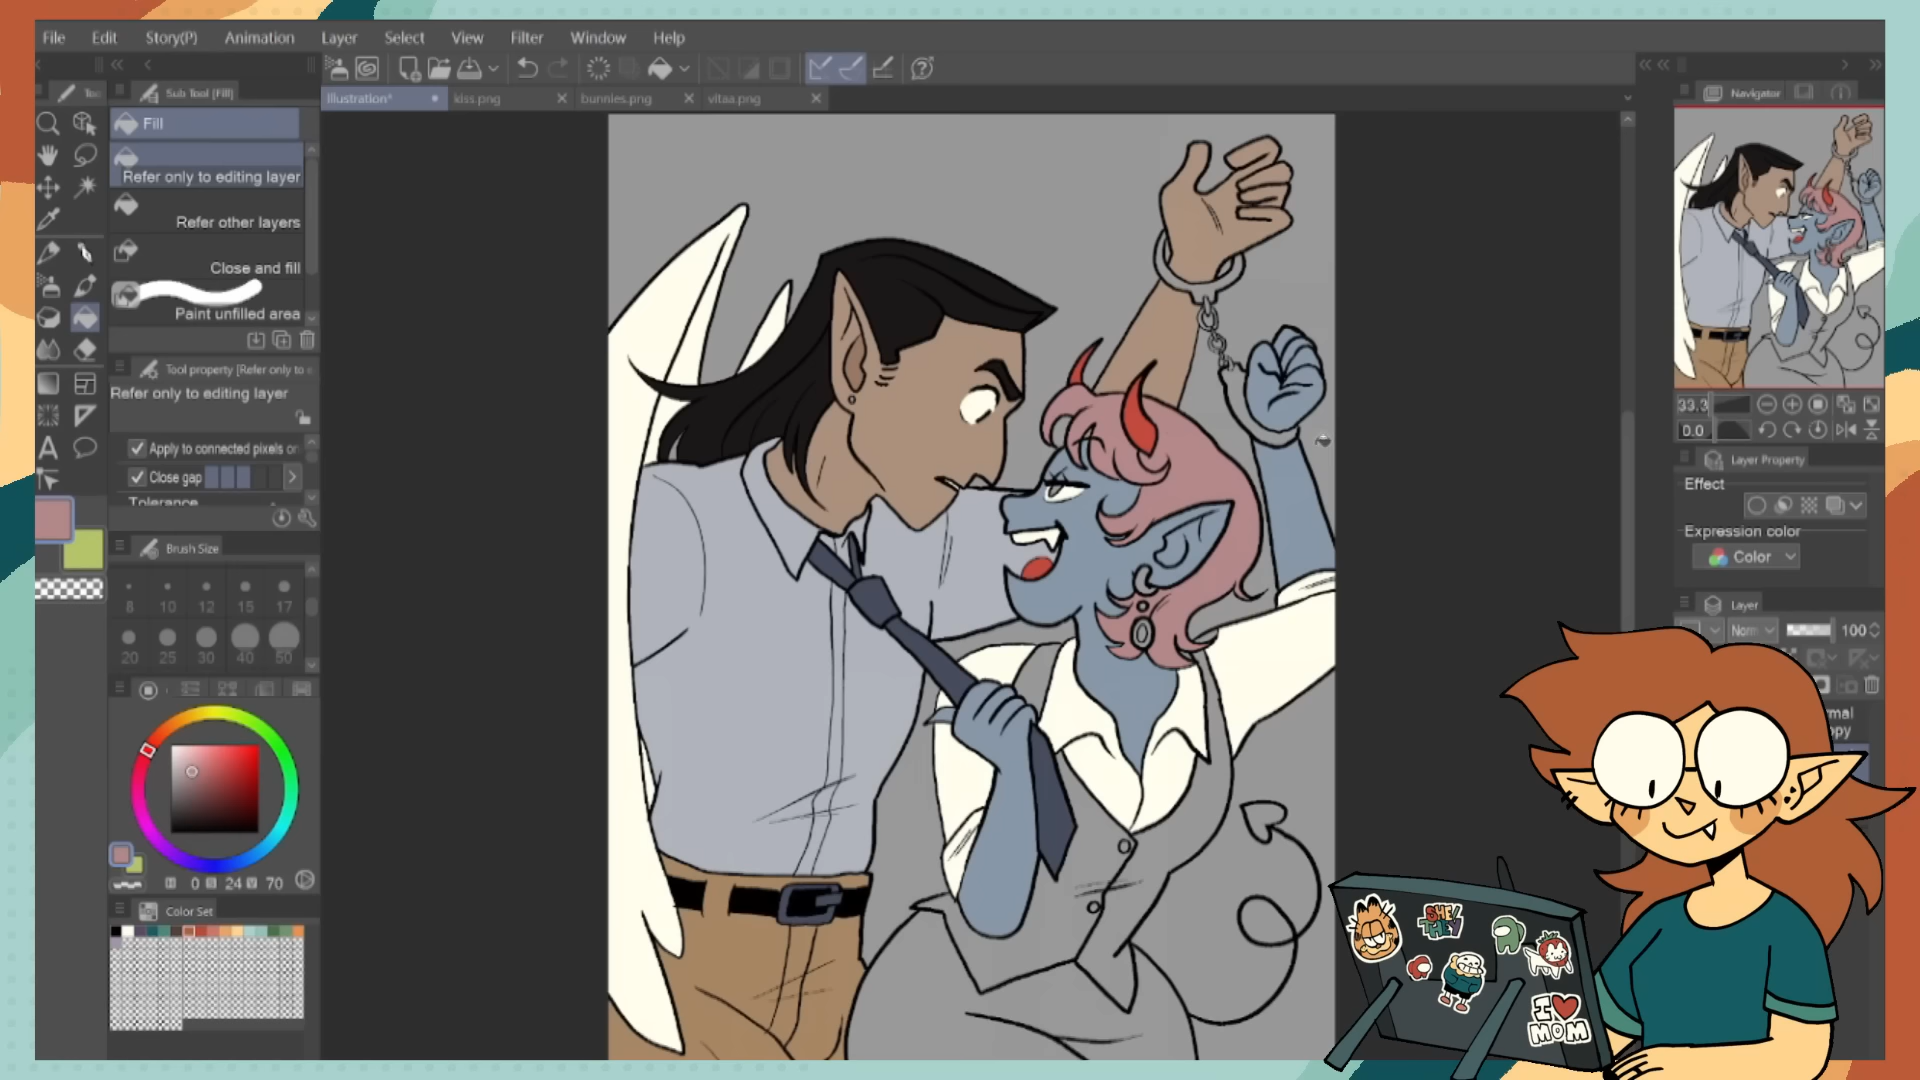 File Edit Story(P) Animation Layer Select View Filter Window Help
Sub Tool [Fill]
Illustration* kiss.png bunnies.png vitaa.png
Navigator
Fill
Refer only to editing layer
Refer other layers
Close and fill
Paint unfilled area
Tool property [Refer only to e
Refer only to editing layer
Apply to connected pixels or
Close gap
Tolerance
Brush Size
8 10 12 15 17
20 25 30 40 50
0 24 70
Color Set
33.3
0.0
Layer Property
Effect
Expression color
Color
Layer
Norm 100
mal
opy
SHE/
THEY
I
MOM